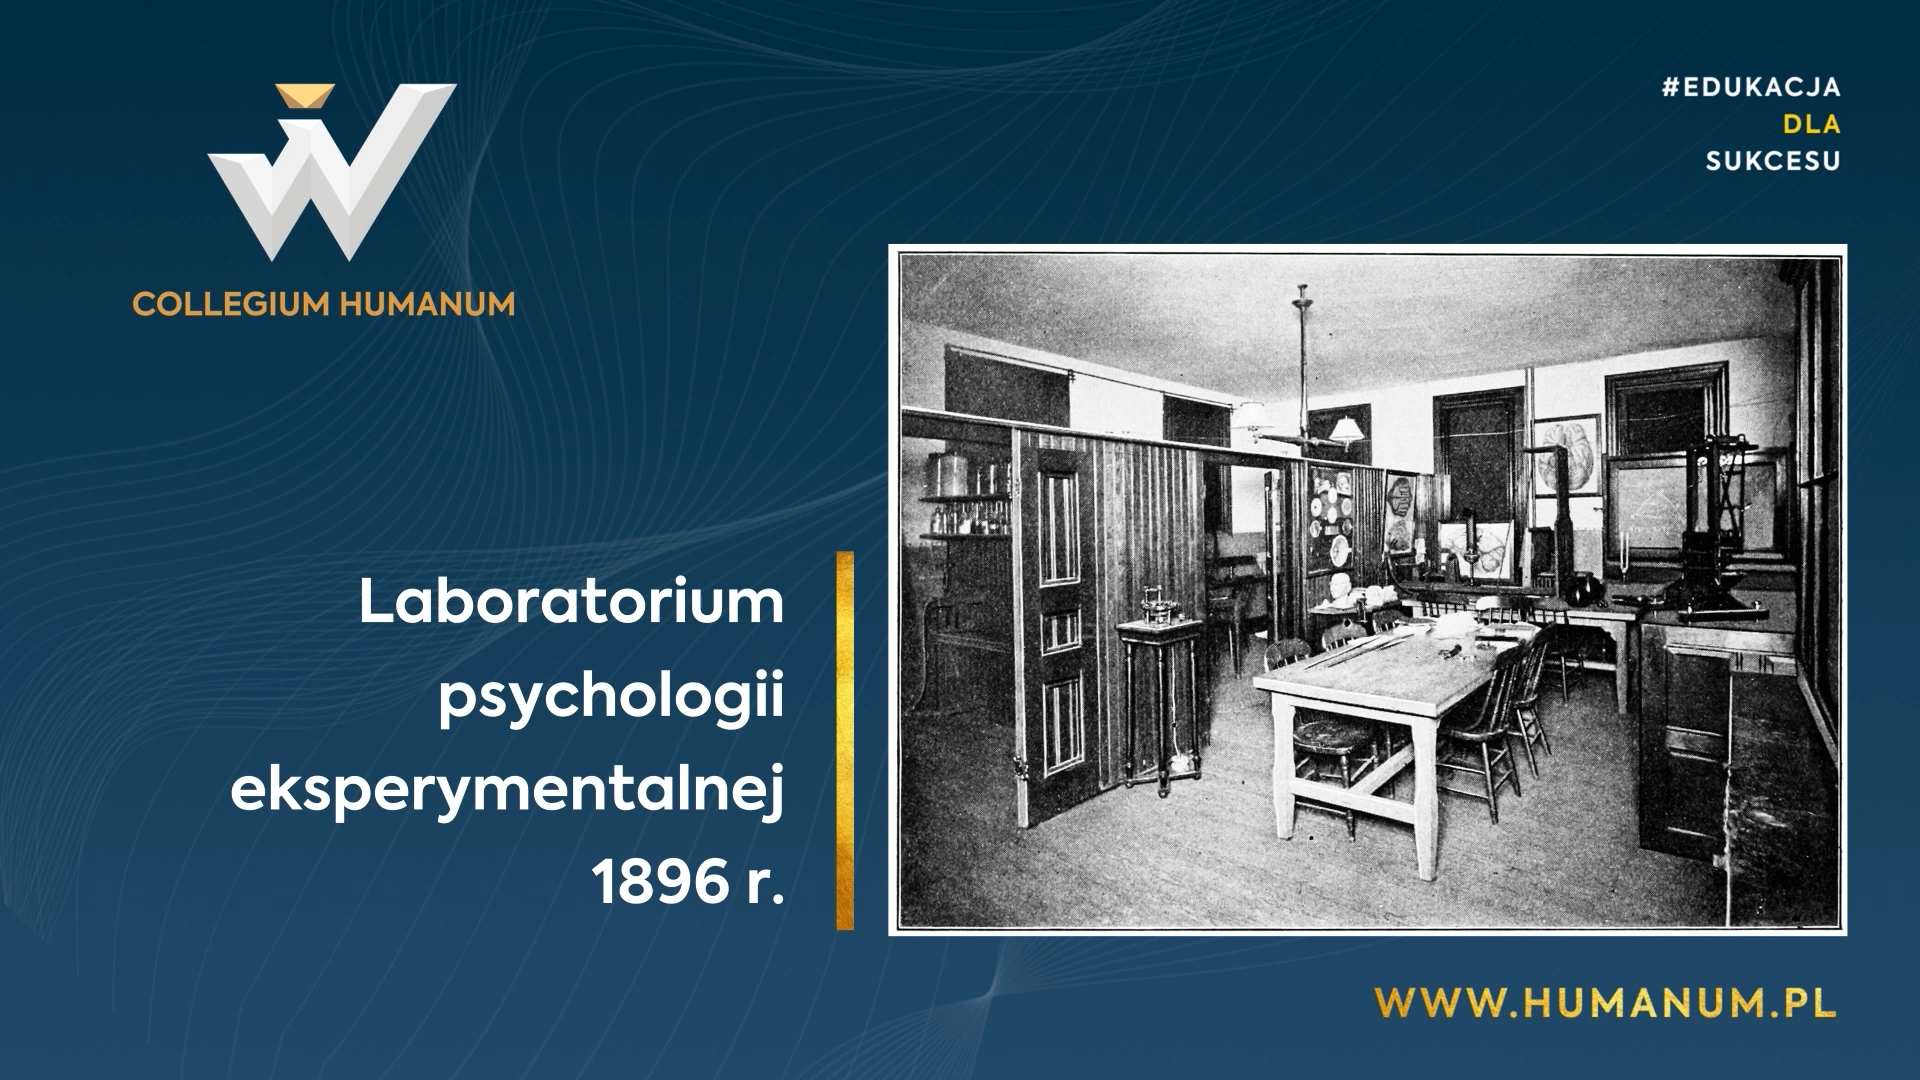 COLLEGIUM HUMANUM
#EDUKACJA
DLA
SUKCESU
Laboratorium
psychologii
eksperymentalnej
1896 r.
WWW.HUMANUM.PL